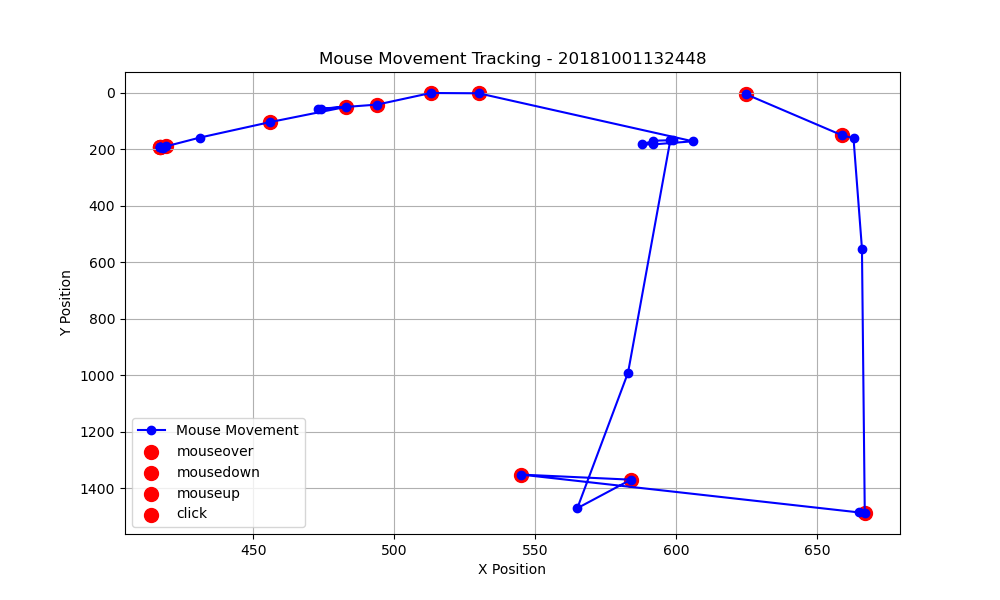 Mouse Movement Tracking - 20181001132448
0
200
400
600
800
1000
1200
1400
Y Position
Mouse Movement
mouseover
mousedown
mouseup
click
450
500
550
600
650
X Position